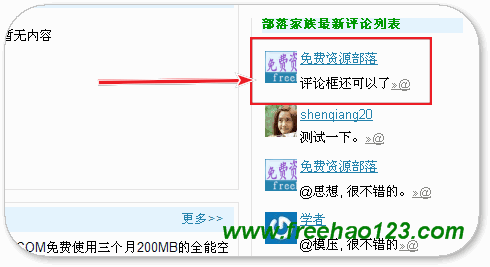 部落家族最新评论列表
暂无内容
免费资源部落
评论框还可以了»@
shenqiang20
测试一下。»@
免费资源部落
@思想,很不错的。»@
更多>>
学者
@模压,很不错的»@
.COM免费使用三个月200MB的全能空
www.freehao123.com